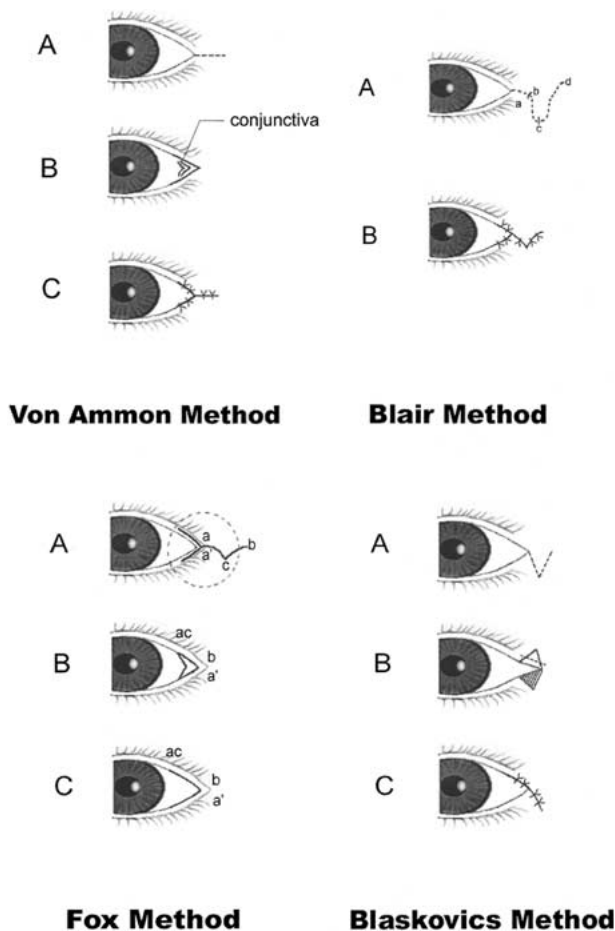 A
conjunctiva
B
C
Von Ammon Method
A
a
b
c
d
B
Blair Method
A
a
a'
c
b
B
ac
b
a'
C
ac
b
a'
Fox Method
A
B
C
Blaskovics Method